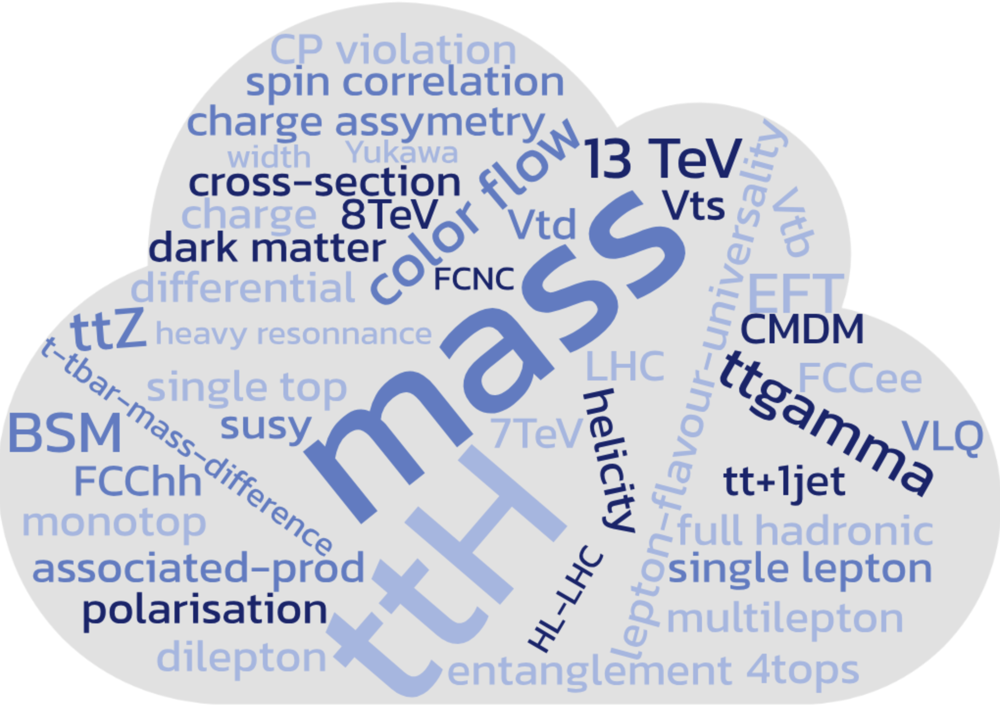 CP violation
spin correlation
charge assymetry
width
Yukawa
color flow
13 TeV
cross-section
charge
8TeV
Vtd
Vts
Vtb
dark matter
FCNC
mass
differential
EFT
ttZ
heavy resonnance
CMDM
lepton-flavour-universality
t-tbar-mass-difference
single top
LHC
ttgamma
FCCee
BSM
susy
7TeV
helicity
VLQ
FCChh
ttH
tt+1jet
monotop
full hadronic
associated-prod
HL-LHC
single lepton
polarisation
multilepton
dilepton
entanglement
4tops